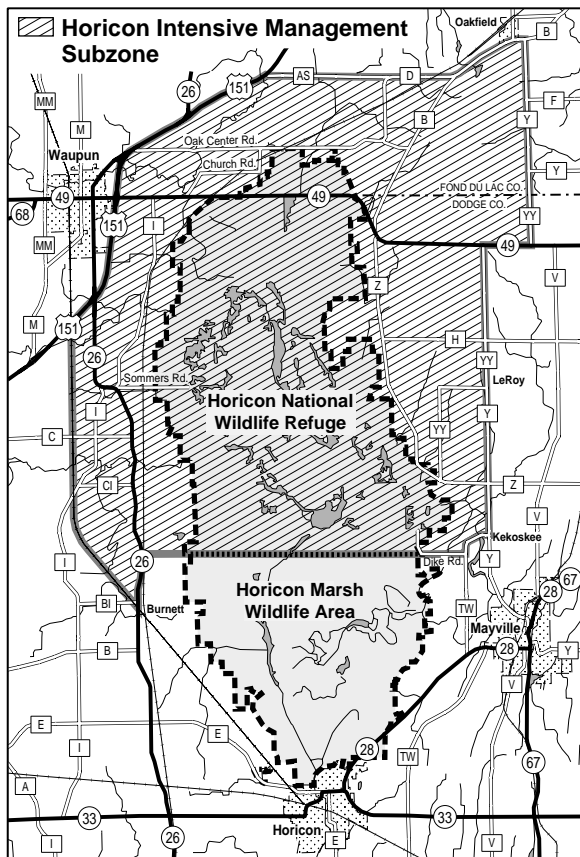 Horicon Intensive Management
Subzone
Oakfield
B
26
151
AS
D
MM
M
B
F
Oak Center Rd.
Y
Waupun
Church Rd.
Y
49
49
FOND DU LAC CO.
DODGE CO.
68
151
I
YY
MM
49
Z
V
M
151
26
H
YY
Sommers Rd.
LeRoy
I
Horicon National
Wildlife Refuge
Y
C
YY
CI
Z
V
I
Kekoskee
26
Dike Rd.
Y
Horicon Marsh
Wildlife Area
67
28
BI
Burnett
TW
Mayville
B
28
Y
V
E
E
I
28
TW
67
A
33
33
Horicon
I
26
E
V